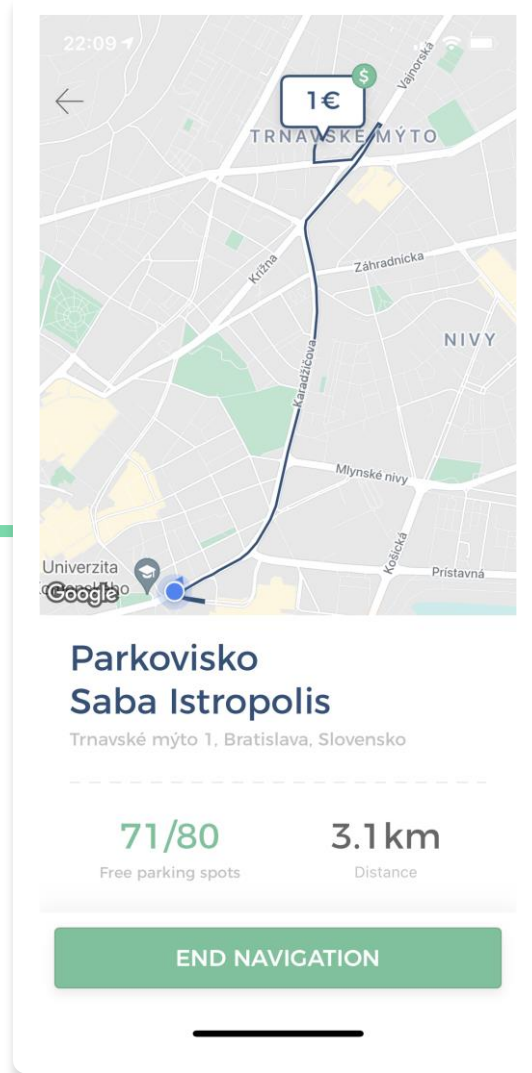 22:09
Vajnorská
$
1€
TRNAVSKÉ MÝTO
Krížna
Záhradnícka
NIVY
Karadžičova
Mlynské nivy
Košická
Prístavná
Univerzita
Google
Parkovisko
Saba Istropolis
Trnavské mýto 1, Bratislava, Slovensko
71/80
3.1km
Free parking spots
Distance
END NAVIGATION